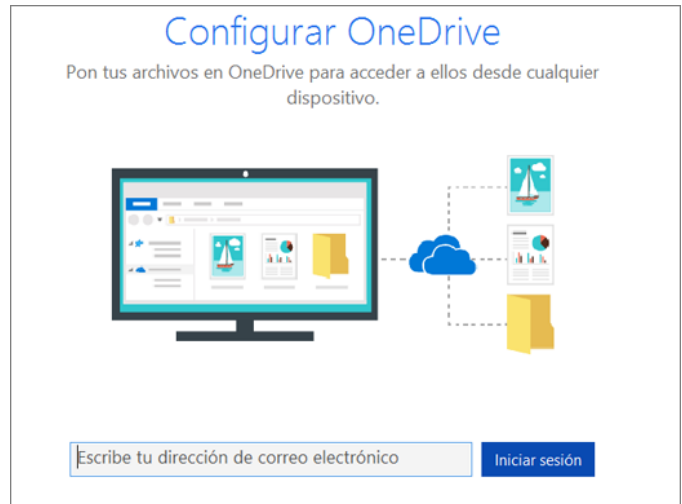 Configurar OneDrive
Pon tus archivos en OneDrive para acceder a ellos desde cualquier
dispositivo.
Escribe tu dirección de correo electrónico
Iniciar sesión